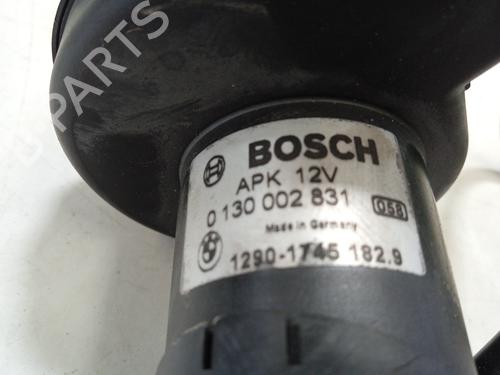 B-PARTS
BOSCH
APK 12V
0 130 002 831 058
Made in Germany
1290-1745 182.9